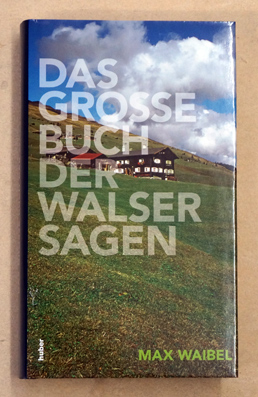 DAS
GROSSE
BUCH
DER
WALSER
SAGEN
huber
MAX WAIBEL